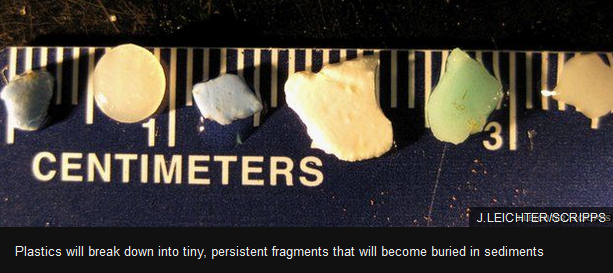 1
3
CENTIMETERS
J.LEICHTER/SCRIPPS
Plastics will break down into tiny, persistent fragments that will become buried in sediments